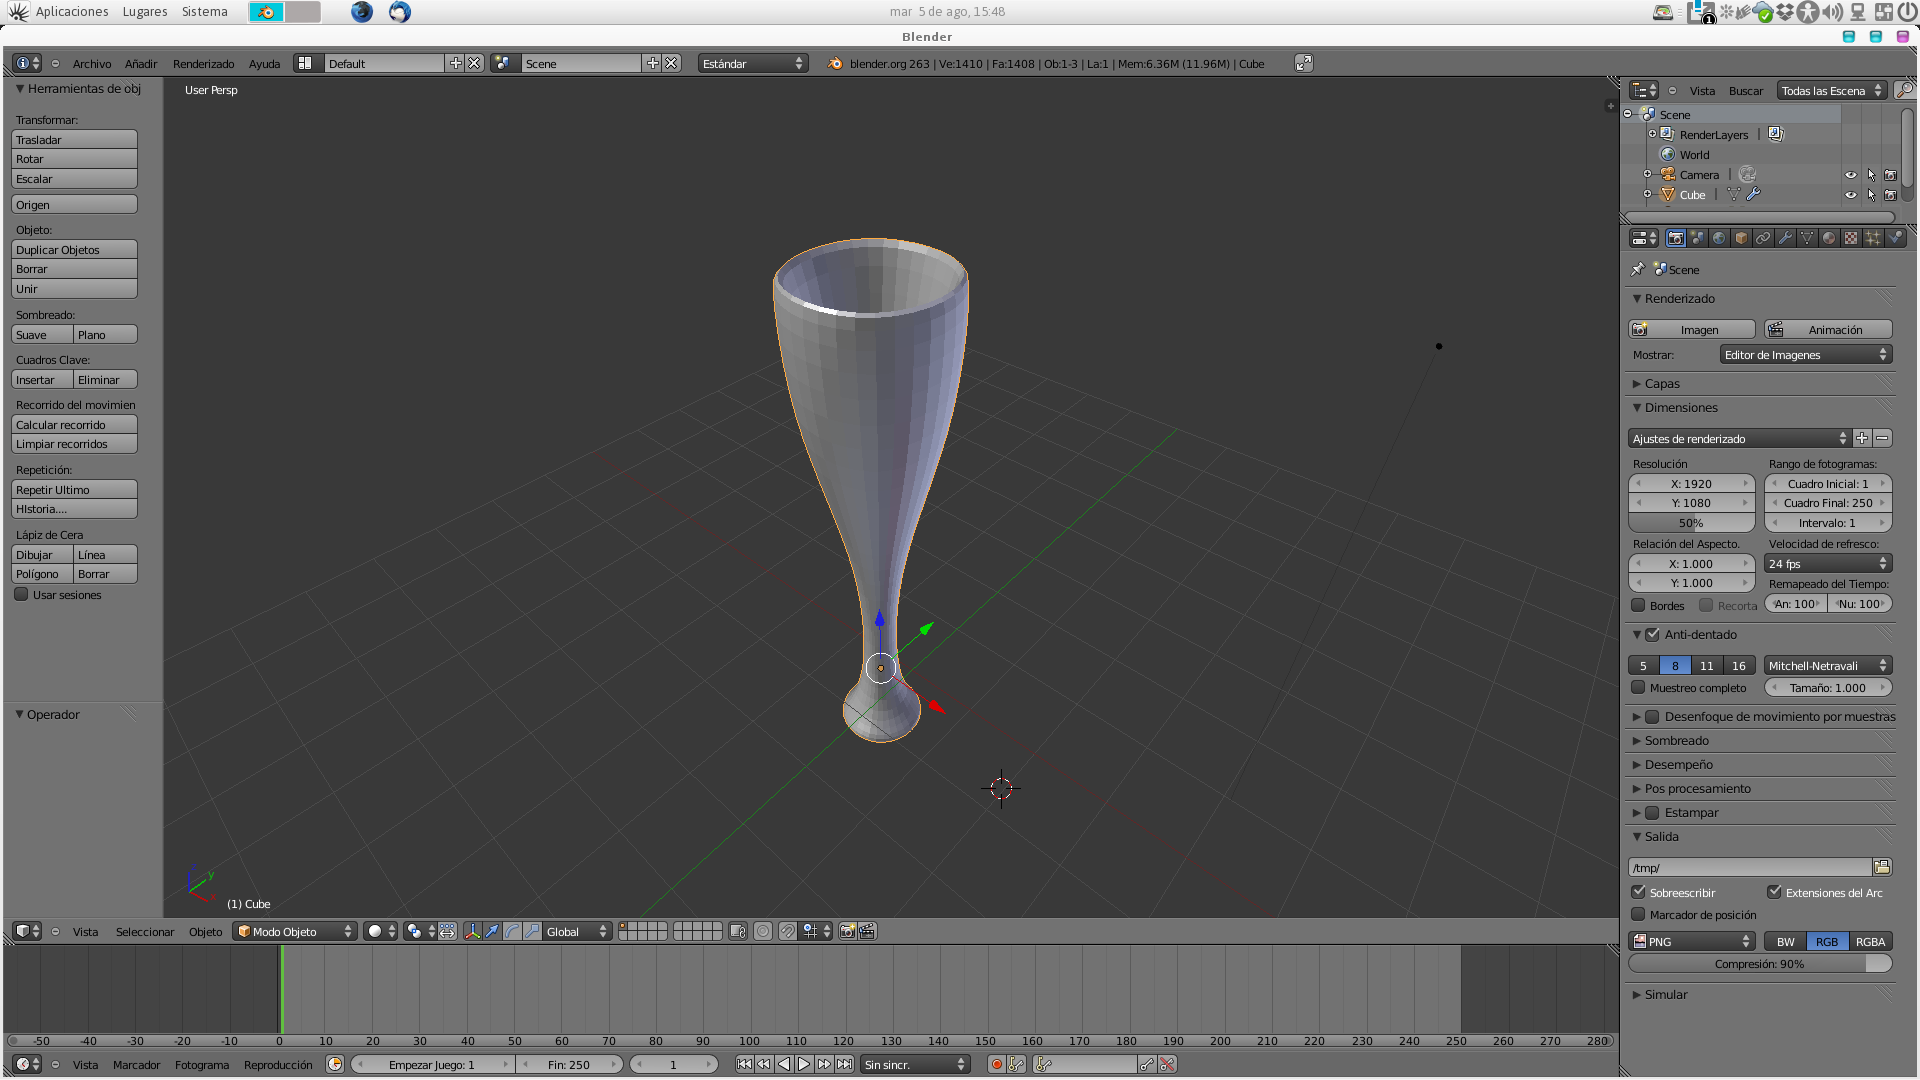 Aplicaciones Lugares Sistema mar 5 de ago, 15:48
1
Blender
Archivo Añadir Renderizado Ayuda Default Scene Estándar blender.org 263 | Ve:1410 | Fa:1408 | Ob:1-3 | La:1 | Mem:6.36M (11.96M) | Cube
Herramientas de obj
Transformar:
Trasladar
Rotar
Escalar
Origen
Objeto:
Duplicar Objetos
Borrar
Unir
Sombreado:
Suave Plano
Cuadros Clave:
Insertar Eliminar
Recorrido del movimien
Calcular recorrido
Limpiar recorridos
Repetición:
Repetir Ultimo
HIstoria....
Lápiz de Cera
Dibujar Línea
Polígono Borrar
Usar sesiones
Operador
User Persp
z
y
x
(1) Cube
Vista Seleccionar Objeto Modo Objeto Global
-50 -40 -30 -20 -10 0 10 20 30 40 50 60 70 80 90 100 110 120 130 140 150 160 170 180 190 200 210 220 230 240 250 260 270 280
Vista Marcador Fotograma Reproducción Empezar Juego: 1 Fin: 250 1 Sin sincr.
Vista Buscar Todas las Escena
Scene
RenderLayers |
World
Camera |
Cube |
Scene
Renderizado
Imagen Animación
Mostrar: Editor de Imagenes
Capas
Dimensiones
Ajustes de renderizado
Resolución Rango de fotogramas:
X: 1920 Cuadro Inicial: 1
Y: 1080 Cuadro Final: 250
50% Intervalo: 1
Relación del Aspecto. Velocidad de refresco:
X: 1.000 24 fps
Y: 1.000 Remapeado del Tiempo:
Bordes Recorta An: 100 Nu: 100
Anti-dentado
5 8 11 16 Mitchell-Netravali
Muestreo completo Tamaño: 1.000
Desenfoque de movimiento por muestras
Sombreado
Desempeño
Pos procesamiento
Estampar
Salida
/tmp/
Sobreescribir Extensiones del Arc
Marcador de posición
PNG BW RGB RGBA
Compresión: 90%
Simular